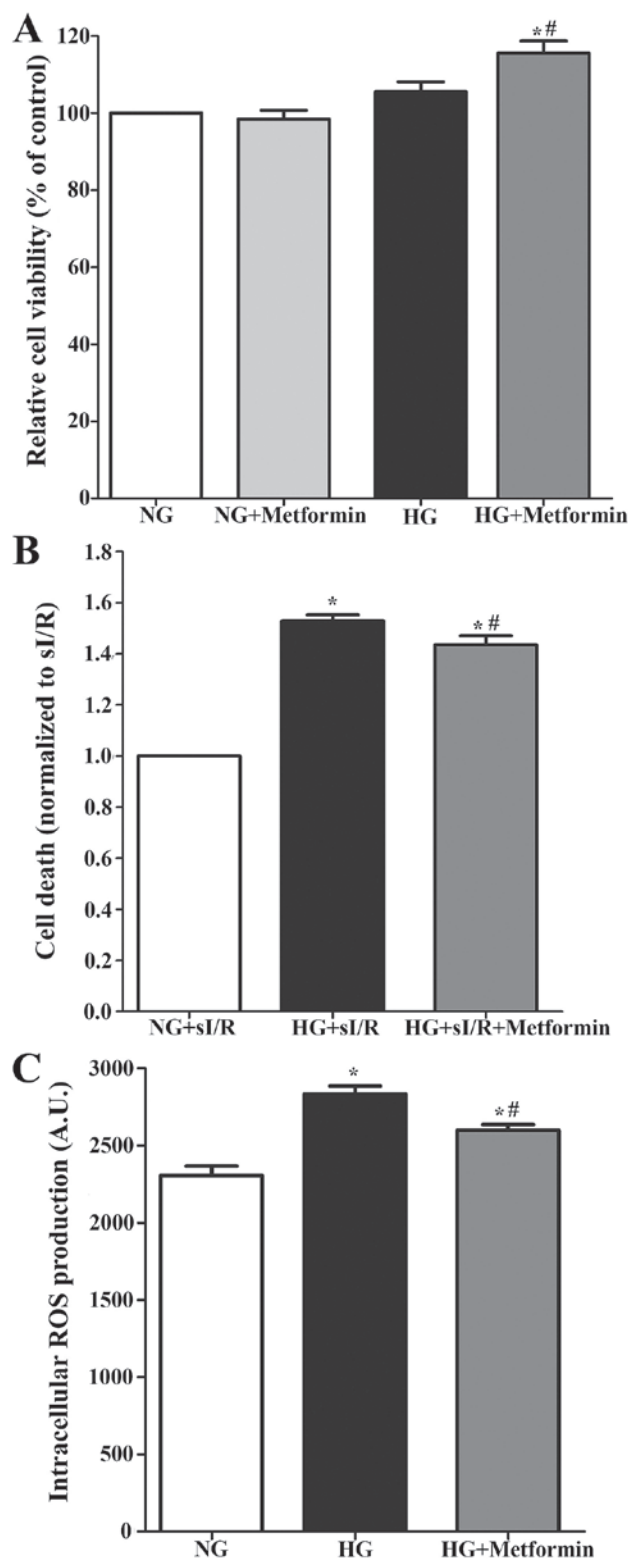 A
Relative cell viability (% of control)
120
100
80
60
40
20
0
*#
NG
NG+Metformin
HG
HG+Metformin
B
Cell death (normalized to sI/R)
1.8
1.6
1.4
1.2
1.0
0.8
0.6
0.4
0.2
0.0
*
*#
NG+sI/R
HG+sI/R
HG+sI/R+Metformin
C
Intracellular ROS production (A.U.)
3000
2500
2000
1500
1000
500
0
*
*#
NG
HG
HG+Metformin